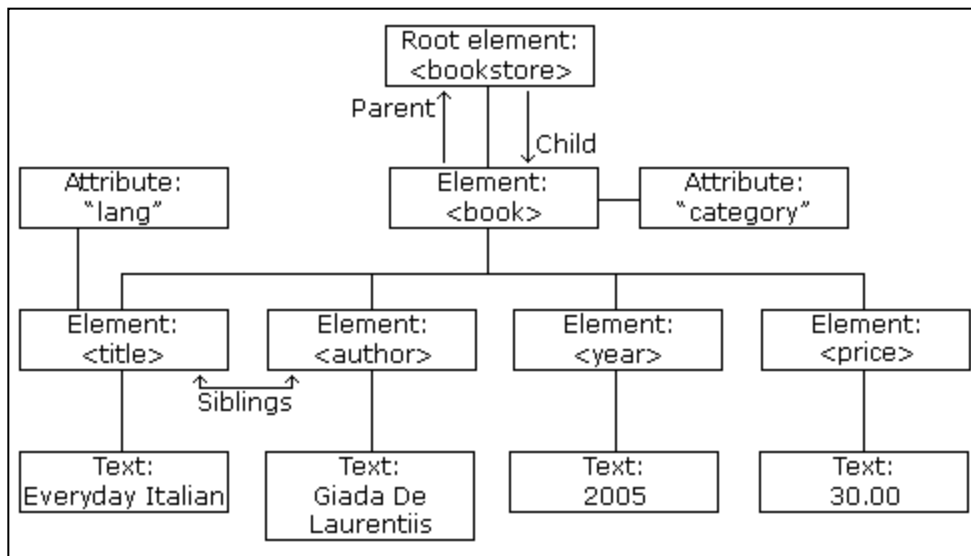 Root element:
<bookstore>
Parent
Child
Attribute:
“lang”
Element:
<book>
Attribute:
“category”
Element:
<title>
Element:
<author>
Element:
<year>
Element:
<price>
Siblings
Text:
Everyday Italian
Text:
Giada De
Laurentiis
Text:
2005
Text:
30.00